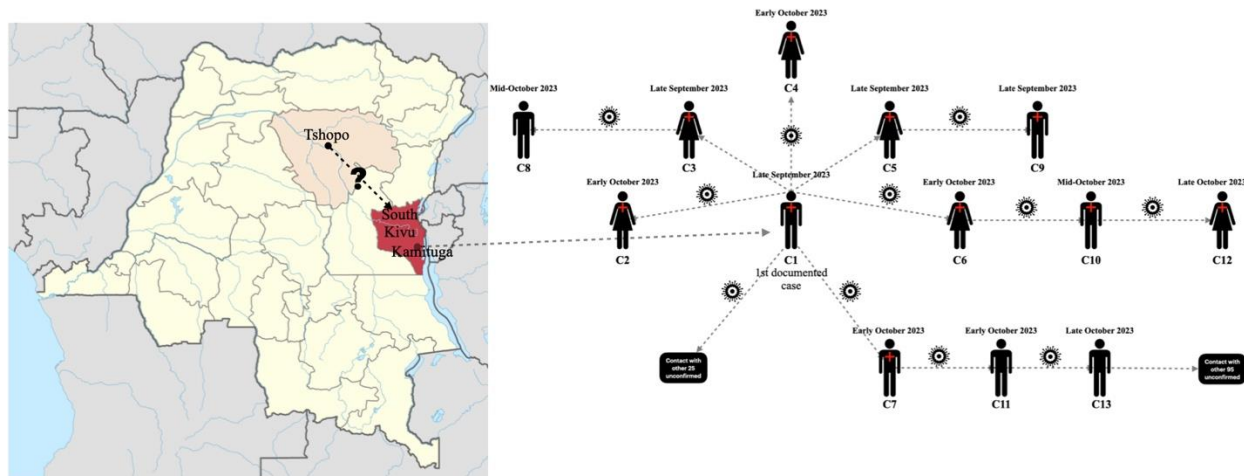 Tshopo
?
South
Kivu
Kamituga
Early October 2023
C4
Mid-October 2023
Late September 2023
Late September 2023
Late September 2023
C8
C3
C5
C9
Early October 2023
Late September 2023
Early October 2023
Mid-October 2023
Late October 2023
C2
C1
C6
C10
C12
1st documented
case
Early October 2023
Early October 2023
Late October 2023
Contact with
other 25
unconfirmed
Contact with
other 95
unconfirmed
C7
C11
C13